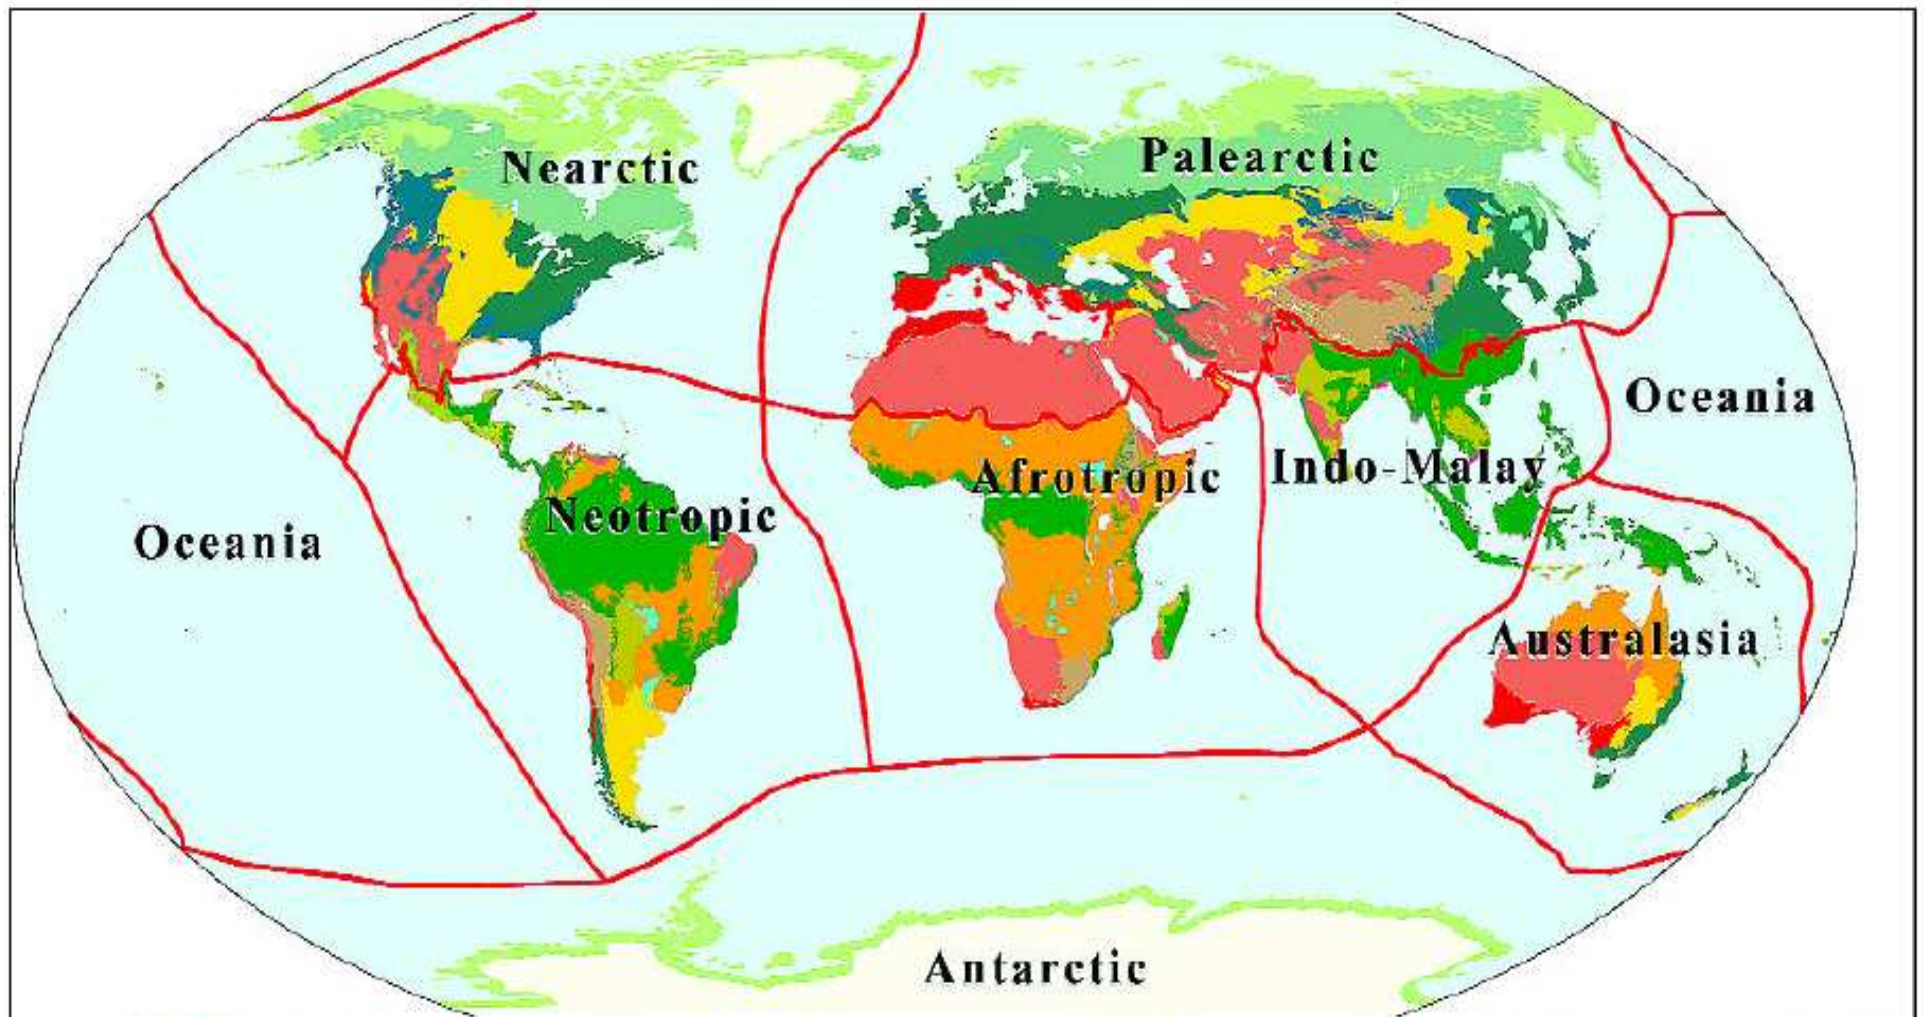 Nearctic
Palearctic
Oceania
Afrotropic
Indo-Malay
Neotropic
Oceania
Australasia
Antarctic